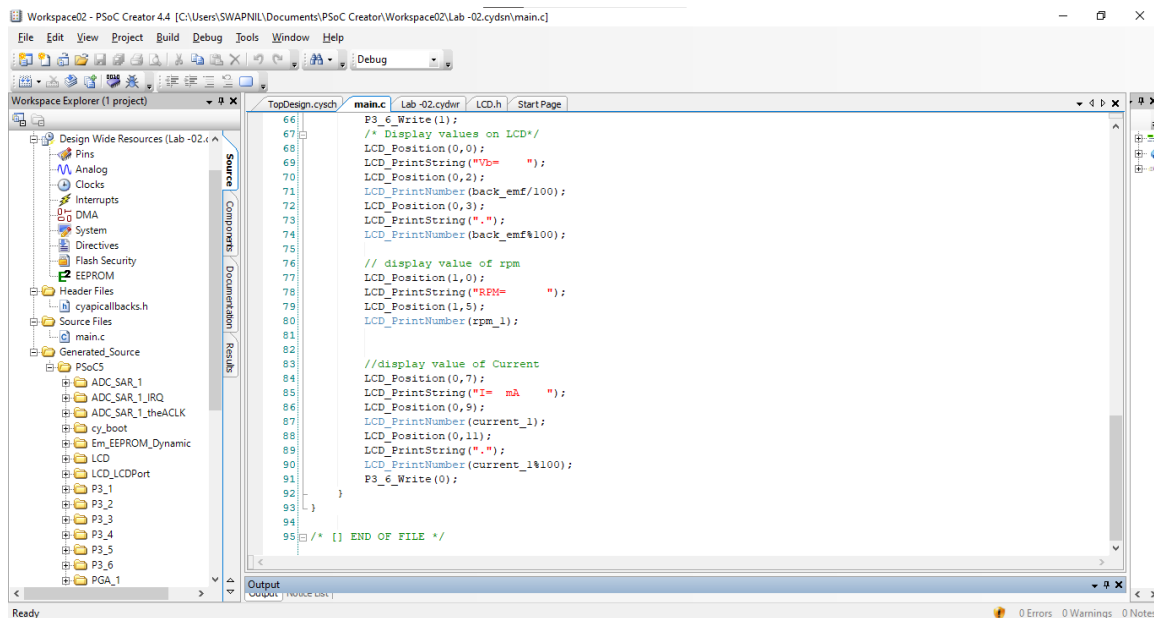 Workspace02 - PSoC Creator 4.4 [C:\Users\SWAPNIL\Documents\PSoC Creator\Workspace02\Lab -02.cydsn\main.c]
File Edit View Project Build Debug Tools Window Help
Debug
Workspace Explorer (1 project)
Design Wide Resources (Lab -02.c
Pins
Analog
Clocks
Interrupts
DMA
System
Directives
Flash Security
EEPROM
Header Files
cyapicallbacks.h
Source Files
main.c
Generated_Source
PSoC5
ADC_SAR_1
ADC_SAR_1_IRQ
ADC_SAR_1_theACLK
cy_boot
Em_EEPROM_Dynamic
LCD
LCD_LCDPort
P3_1
P3_2
P3_3
P3_4
P3_5
P3_6
PGA_1
Source
Components
Documentation
Results
TopDesign.cysch main.c Lab -02.cydwr LCD.h Start Page
66 P3_6_Write(1);
67 /* Display values on LCD*/
68 LCD_Position(0,0);
69 LCD_PrintString("Vb=    ");
70 LCD_Position(0,2);
71 LCD_PrintNumber(back_emf/100);
72 LCD_Position(0,3);
73 LCD_PrintString(".");
74 LCD_PrintNumber(back_emf%100);
75
76 // display value of rpm
77 LCD_Position(1,0);
78 LCD_PrintString("RPM=      ");
79 LCD_Position(1,5);
80 LCD_PrintNumber(rpm_1);
81
82
83 //display value of Current
84 LCD_Position(0,7);
85 LCD_PrintString("I=  mA    ");
86 LCD_Position(0,9);
87 LCD_PrintNumber(current_1);
88 LCD_Position(0,11);
89 LCD_PrintString(".");
90 LCD_PrintNumber(current_1%100);
91 P3_6_Write(0);
92 }
93 }
94
95 /* [] END OF FILE */
Output
Output Notice List
Ready
0 Errors 0 Warnings 0 Notes